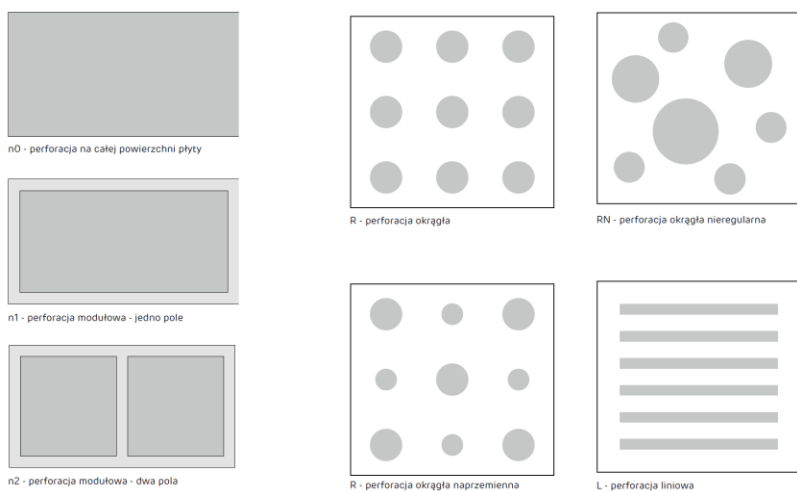 n0 - perforacja na całej powierzchni płyty
n1 - perforacja modułowa - jedno pole
n2 - perforacja modułowa - dwa pola
R - perforacja okrągła
RN - perforacja okrągła nieregularna
R - perforacja okrągła naprzemienna
L - perforacja liniowa